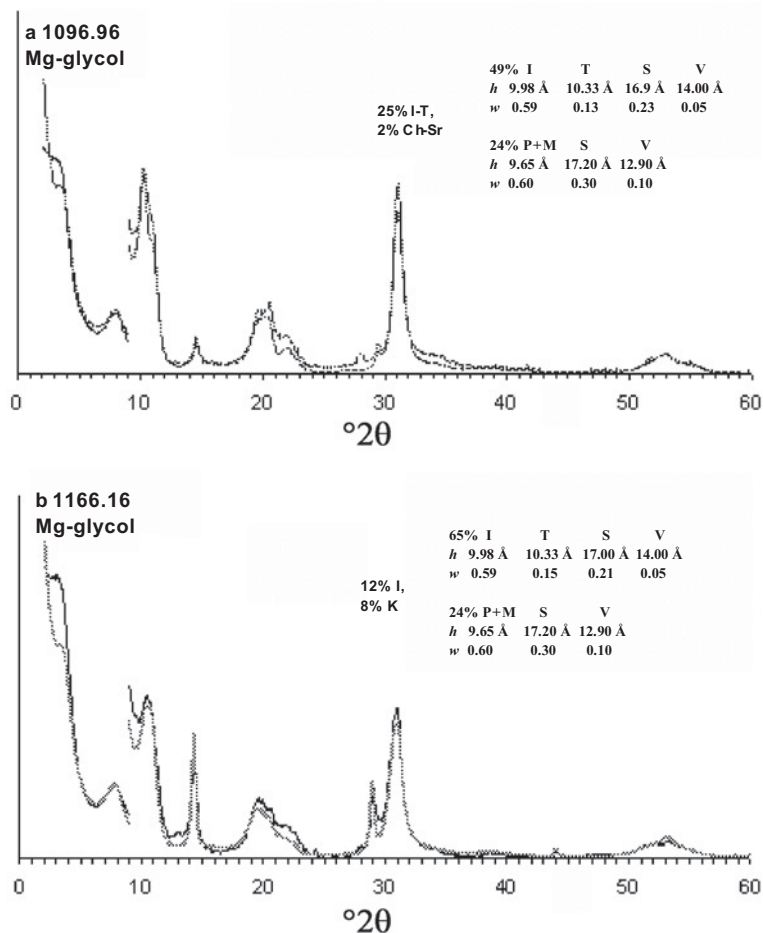 a 1096.96
Mg-glycol
49% I T S V
h 9.98 Å 10.33 Å 16.9 Å 14.00 Å
w 0.59 0.13 0.23 0.05
25% I-T,
2% Ch-Sr
24% P+M S V
h 9.65 Å 17.20 Å 12.90 Å
w 0.60 0.30 0.10
0 10 20 30 40 50 60
°2θ
b 1166.16
Mg-glycol
65% I T S V
h 9.98 Å 10.33 Å 17.00 Å 14.00 Å
w 0.59 0.15 0.21 0.05
12% I,
8% K
24% P+M S V
h 9.65 Å 17.20 Å 12.90 Å
w 0.60 0.30 0.10
0 10 20 30 40 50 60
°2θ